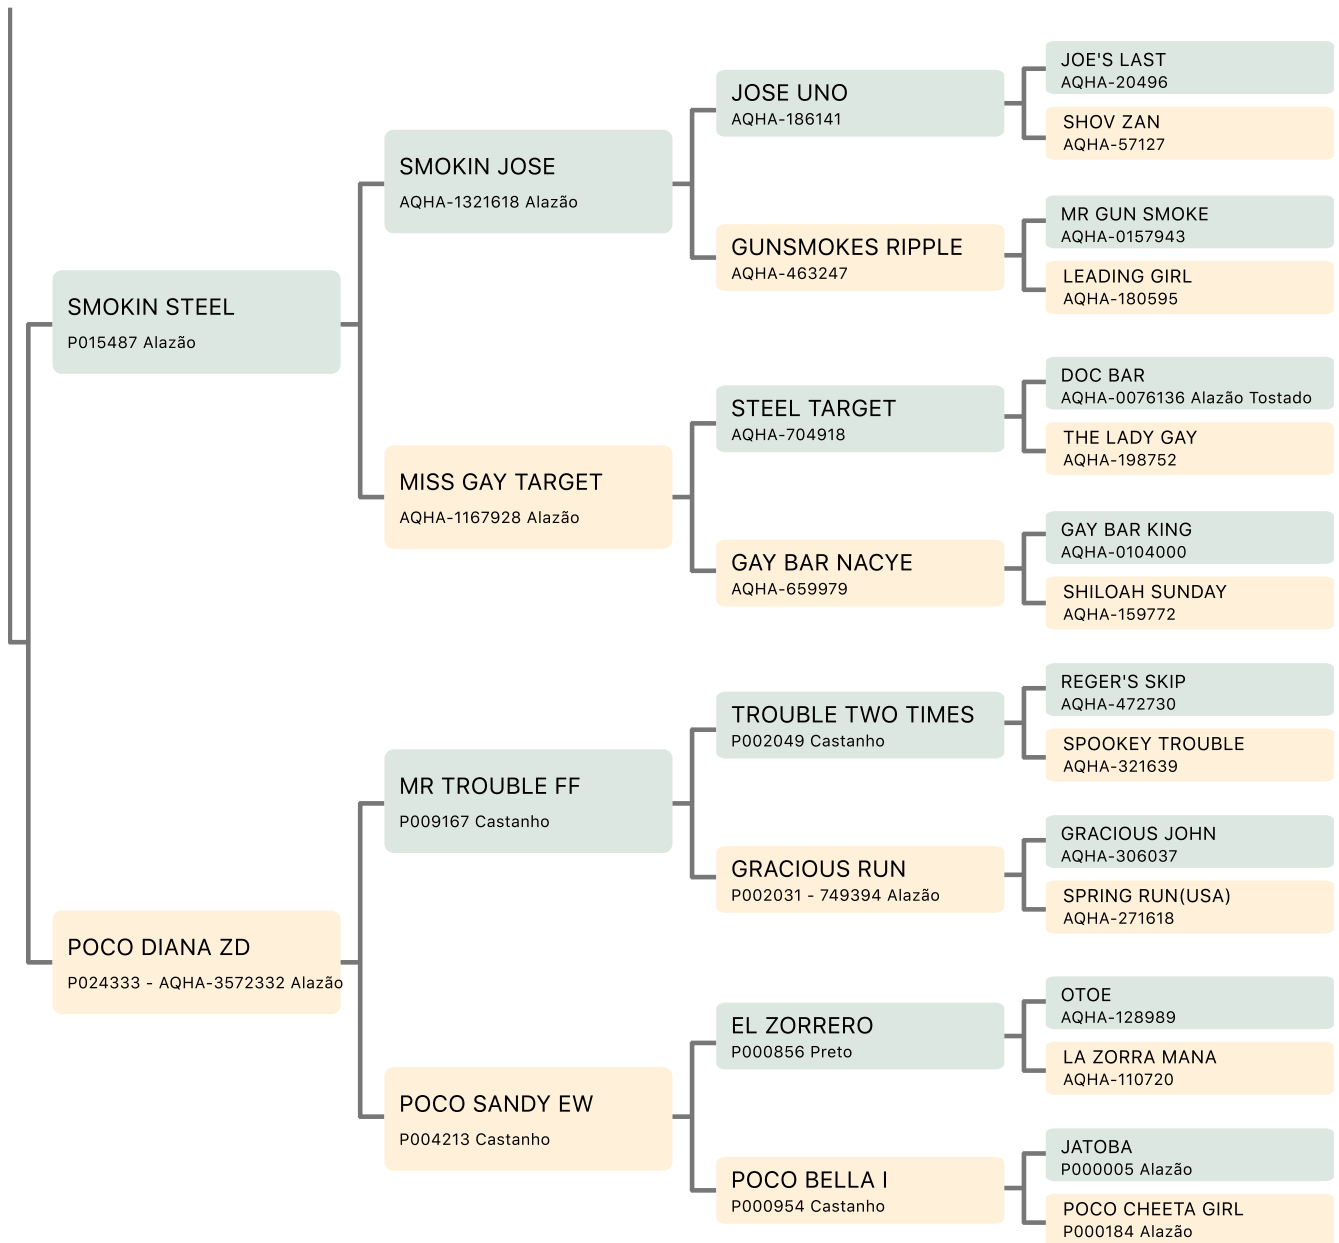 SMOKIN STEEL
P015487 Alazão
POCO DIANA ZD
P024333 - AQHA-3572332 Alazão
SMOKIN JOSE
AQHA-1321618 Alazão
MISS GAY TARGET
AQHA-1167928 Alazão
MR TROUBLE FF
P009167 Castanho
POCO SANDY EW
P004213 Castanho
JOSE UNO
AQHA-186141
GUNSMOKES RIPPLE
AQHA-463247
STEEL TARGET
AQHA-704918
GAY BAR NACYE
AQHA-659979
TROUBLE TWO TIMES
P002049 Castanho
GRACIOUS RUN
P002031 - 749394 Alazão
EL ZORRERO
P000856 Preto
POCO BELLA I
P000954 Castanho
JOE'S LAST
AQHA-20496
SHOV ZAN
AQHA-57127
MR GUN SMOKE
AQHA-0157943
LEADING GIRL
AQHA-180595
DOC BAR
AQHA-0076136 Alazão Tostado
THE LADY GAY
AQHA-198752
GAY BAR KING
AQHA-0104000
SHILOAH SUNDAY
AQHA-159772
REGER'S SKIP
AQHA-472730
SPOOKEY TROUBLE
AQHA-321639
GRACIOUS JOHN
AQHA-306037
SPRING RUN(USA)
AQHA-271618
OTOE
AQHA-128989
LA ZORRA MANA
AQHA-110720
JATOBA
P000005 Alazão
POCO CHEETA GIRL
P000184 Alazão